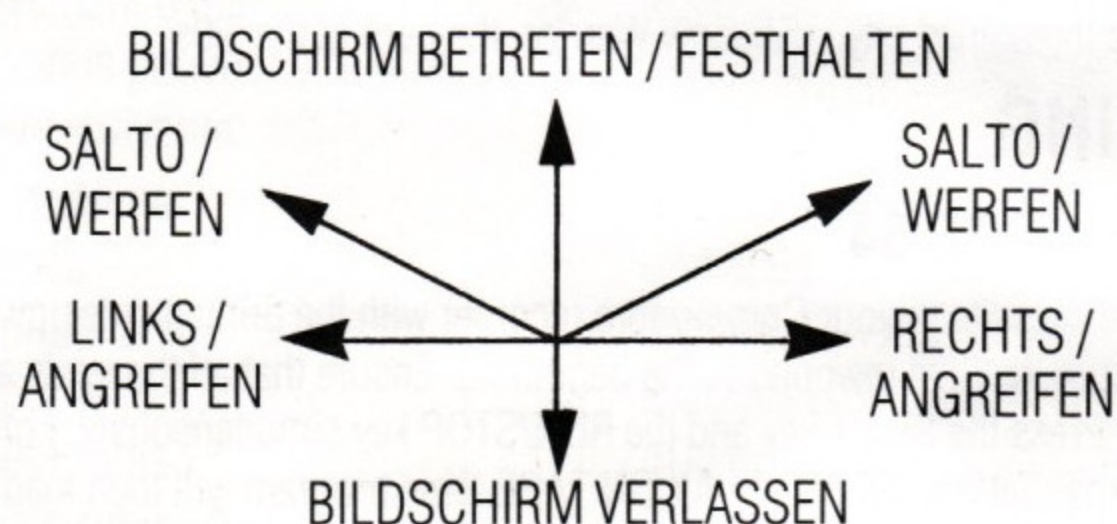 BILDSCHIRM BETRETEN / FESTHALTEN
SALTO /
WERFEN
SALTO /
WERFEN
LINKS /
ANGREIFEN
RECHTS /
ANGREIFEN
BILDSCHIRM VERLASSEN